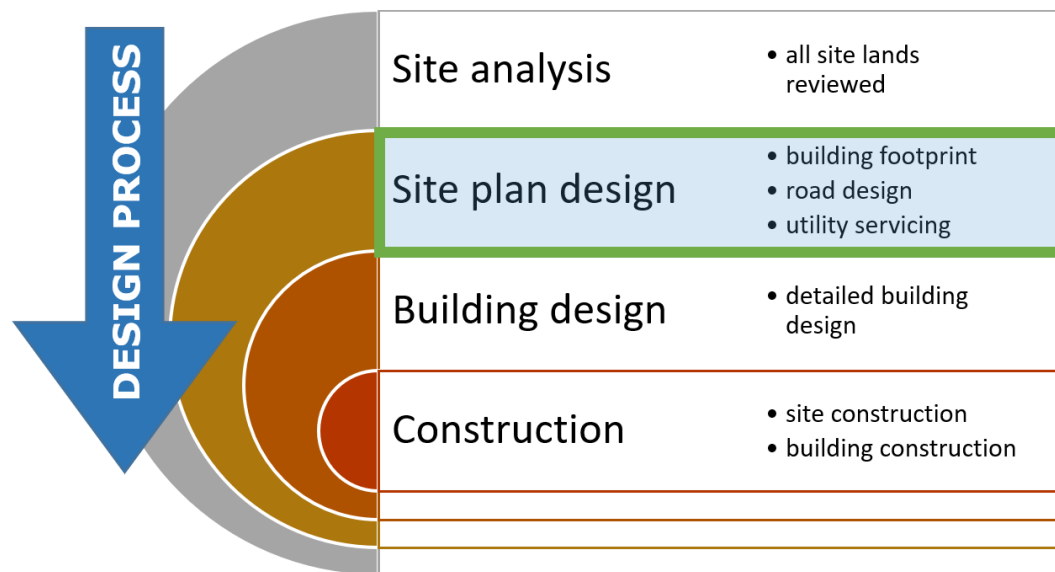 DESIGN PROCESS
Site analysis
• all site lands
reviewed
Site plan design
• building footprint
• road design
• utility servicing
Building design
• detailed building
design
Construction
• site construction
• building construction